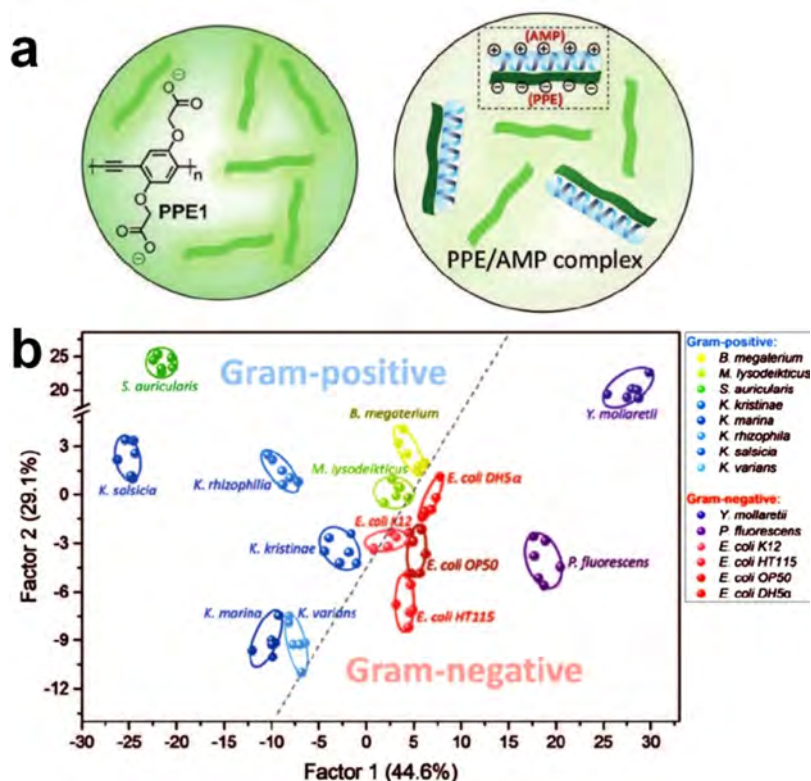 a
O
O
⊖
O
n
PPE1
O
O
⊖
(AMP)
+ + + + +
− − − − −
(PPE)
PPE/AMP complex
b
Factor 2 (29.1%)
25
20
3
0
-3
-6
-9
-12
-30 -25 -20 -15 -10 -5 0 5 10 15 20 25 30
Factor 1 (44.6%)
Gram-positive
Gram-negative
S. auricularis
Y. mollaretii
B. megaterium
K. salsicia
K. rhizophilia
M. lysodeikticus
E. coli DH5α
E. coli K12
K. kristinae
E. coli OP50
P. fluorescens
K. marina
K. varians
E. coli HT115
Gram-positive:
B. megaterium
M. lysodeikticus
S. auricularis
K. kristinae
K. marina
K. rhizophila
K. salsicia
K. varians
Gram-negative:
Y. mollaretii
P. fluorescens
E. coli K12
E. coli HT115
E. coli OP50
E. coli DH5α